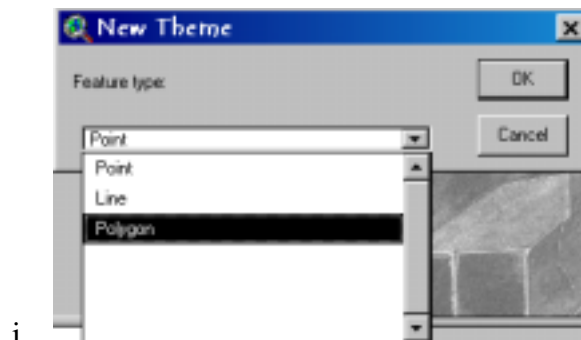 New Theme
Feature type:
OK
Point
Cancel
Point
Line
Polygon
i